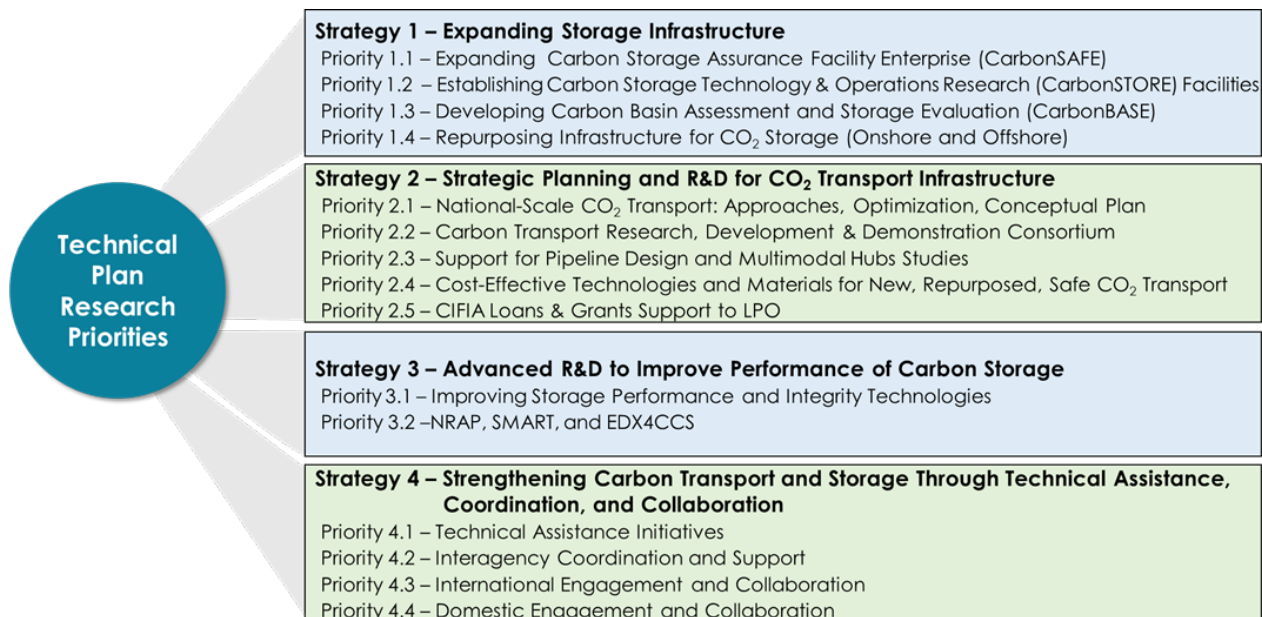 Technical
Plan
Research
Priorities
Strategy 1 – Expanding Storage Infrastructure
Priority 1.1 – Expanding Carbon Storage Assurance Facility Enterprise (CarbonSAFE)
Priority 1.2 – Establishing Carbon Storage Technology & Operations Research (CarbonSTORE) Facilities
Priority 1.3 – Developing Carbon Basin Assessment and Storage Evaluation (CarbonBASE)
Priority 1.4 – Repurposing Infrastructure for CO₂ Storage (Onshore and Offshore)
Strategy 2 – Strategic Planning and R&D for CO₂ Transport Infrastructure
Priority 2.1 – National-Scale CO₂ Transport: Approaches, Optimization, Conceptual Plan
Priority 2.2 – Carbon Transport Research, Development & Demonstration Consortium
Priority 2.3 – Support for Pipeline Design and Multimodal Hubs Studies
Priority 2.4 – Cost-Effective Technologies and Materials for New, Repurposed, Safe CO₂ Transport
Priority 2.5 – CIFIA Loans & Grants Support to LPO
Strategy 3 – Advanced R&D to Improve Performance of Carbon Storage
Priority 3.1 – Improving Storage Performance and Integrity Technologies
Priority 3.2 –NRAP, SMART, and EDX4CCS
Strategy 4 – Strengthening Carbon Transport and Storage Through Technical Assistance,
Coordination, and Collaboration
Priority 4.1 – Technical Assistance Initiatives
Priority 4.2 – Interagency Coordination and Support
Priority 4.3 – International Engagement and Collaboration
Priority 4.4 – Domestic Engagement and Collaboration